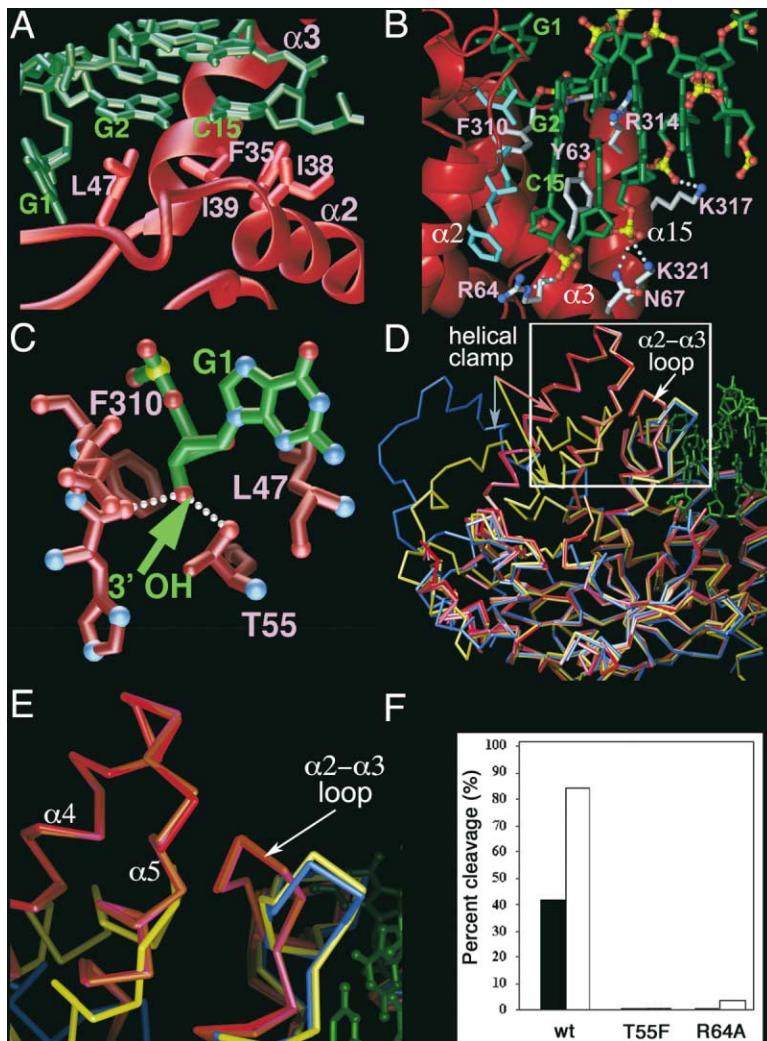 A
α3
G2
C15
F35
I38
G1
L47
I39
α2
B
G1
F310
G2
R314
Y63
C15
K317
α2
α15
R64
α3
K321
N67
C
G1
F310
L47
3' OH
T55
D
helical
clamp
α2-α3
loop
E
α2-α3
loop
α4
α5
F
Percent cleavage (%)
100
90
80
70
60
50
40
30
20
10
0
wt
T55F
R64A